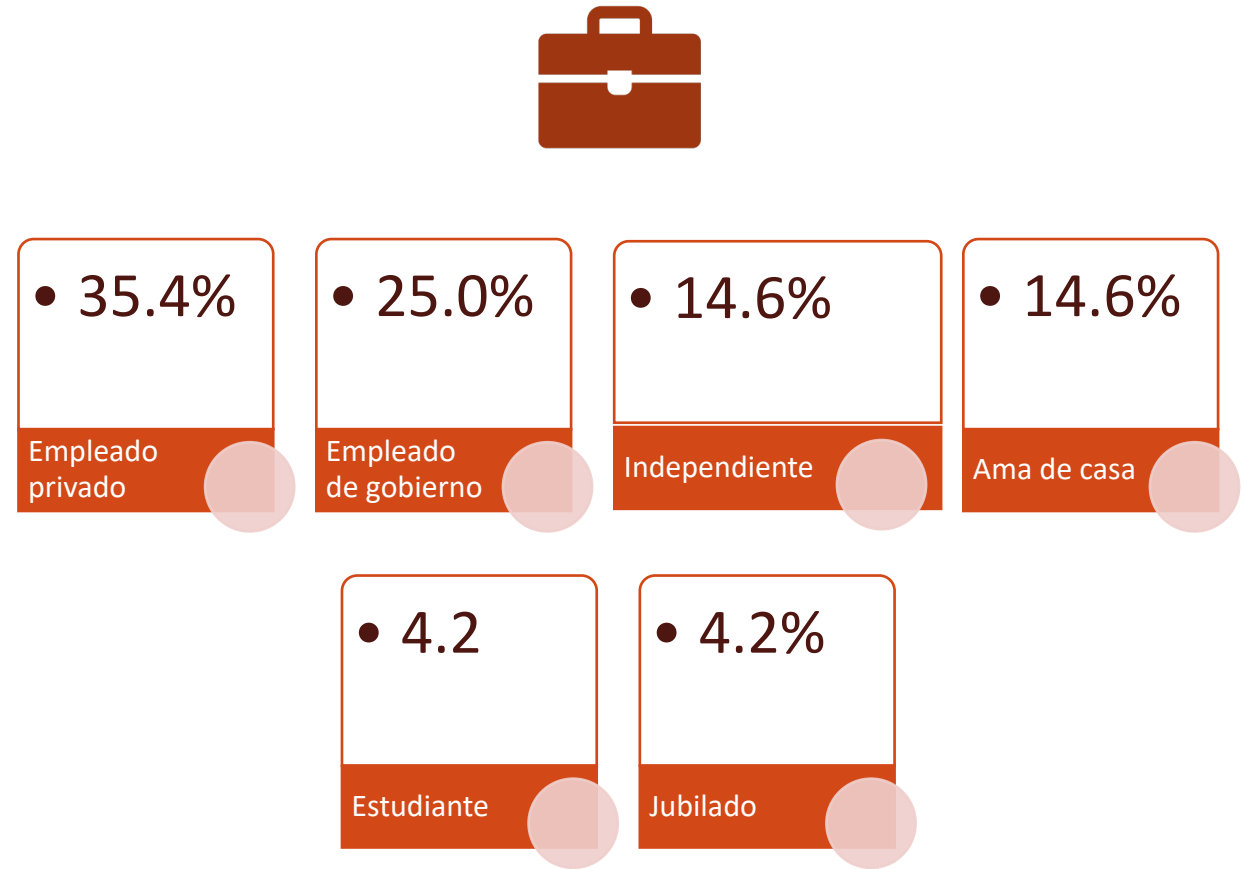 • 35.4%
Empleado
privado
• 25.0%
Empleado
de gobierno
• 14.6%
Independiente
• 14.6%
Ama de casa
• 4.2
Estudiante
• 4.2%
Jubilado